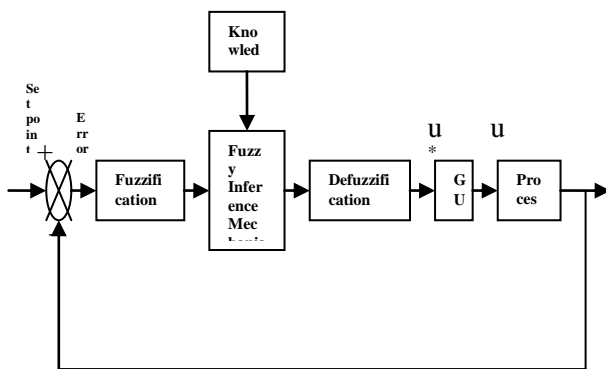 Kno
wled
Se
t
po
in
t
+
E
rr
or
Fuzzifi
cation
Fuzz
y
Infer
ence
Mec
Defuzzifi
cation
u
*
G
U
u
Pro
ces
-